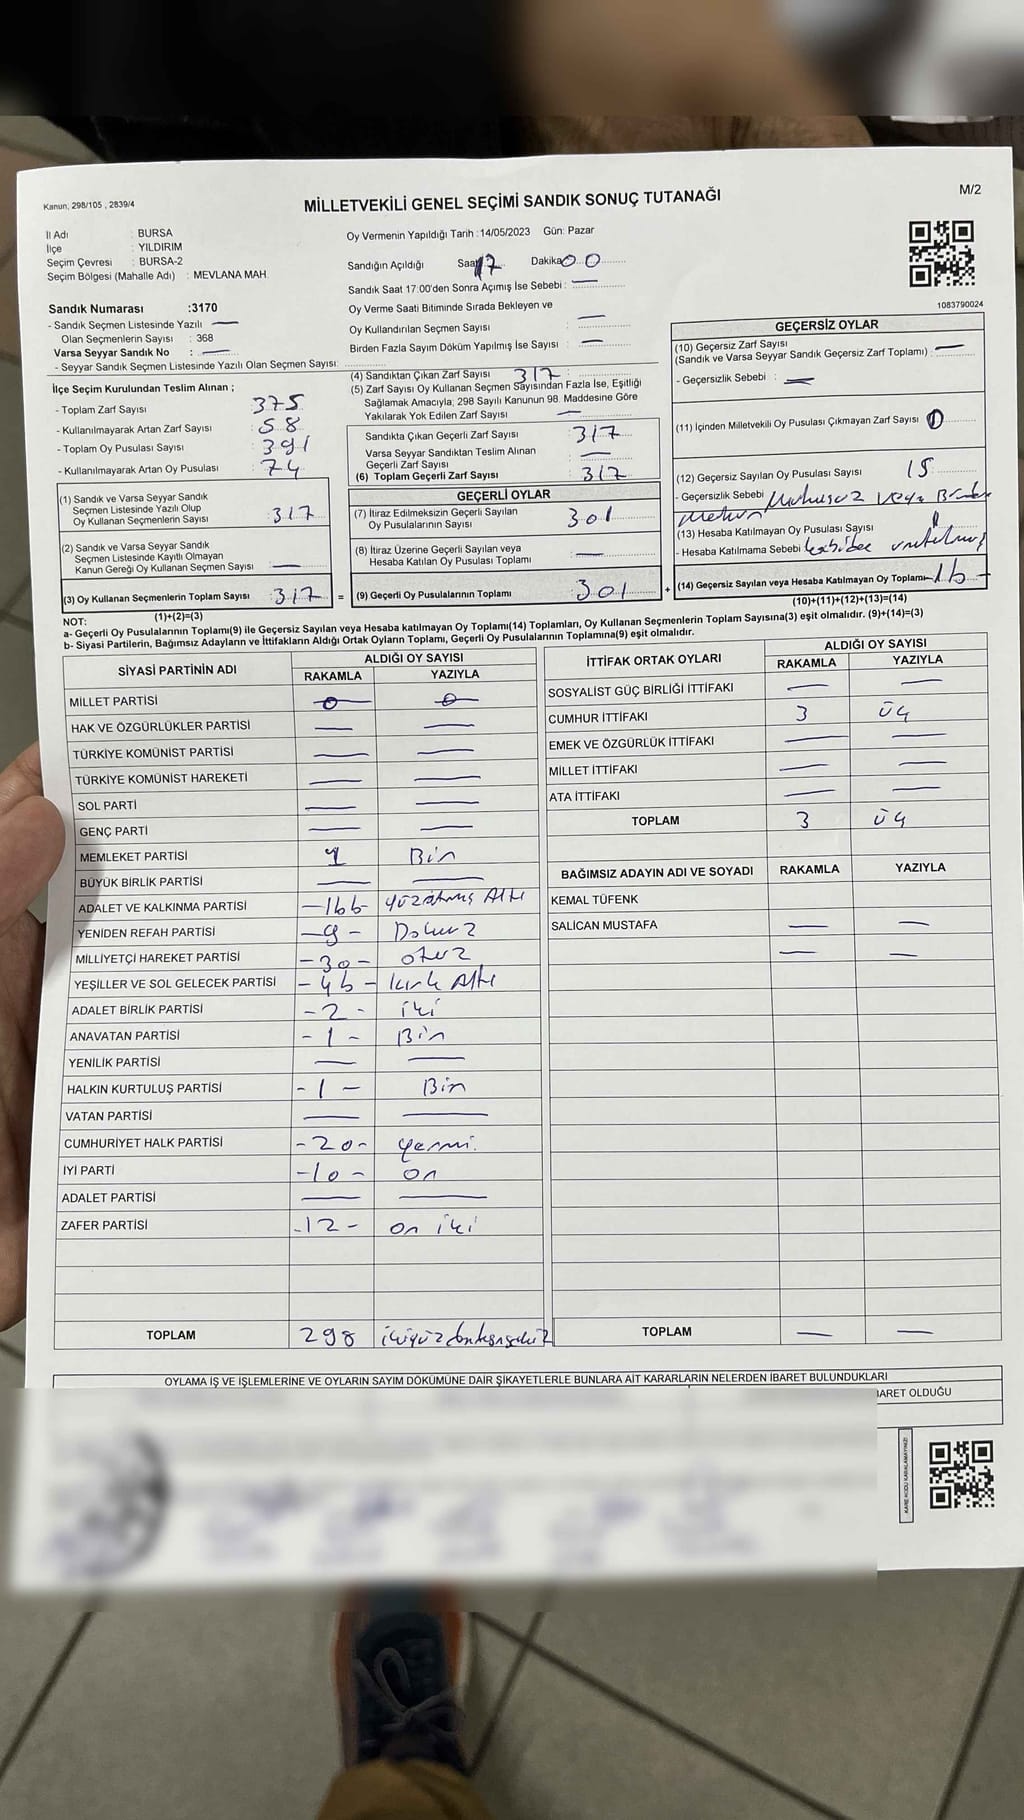 Kanun, 298/105 , 2839/4
MİLLETVEKİLİ GENEL SEÇİMİ SANDIK SONUÇ TUTANAĞI
M/2
İl Adı : BURSA
İlçe : YILDIRIM
Seçim Çevresi : BURSA-2
Seçim Bölgesi (Mahalle Adı) : MEVLANA MAH.
Oy Vermenin Yapıldığı Tarih :14/05/2023 Gün: Pazar
Sandığın Açıldığı Saat 17 Dakika 00
Sandık Saat 17:00'den Sonra Açımış İse Sebebi : —
Oy Verme Saati Bitiminde Sırada Bekleyen ve
Oy Kullandırılan Seçmen Sayısı : —
Birden Fazla Sayım Döküm Yapılmış İse Sayısı : —
1083790024
Sandık Numarası :3170
- Sandık Seçmen Listesinde Yazılı —
Olan Seçmenlerin Sayısı : 368
Varsa Seyyar Sandık No : —
- Seyyar Sandık Seçmen Listesinde Yazılı Olan Seçmen Sayısı:
İlçe Seçim Kurulundan Teslim Alınan ;
- Toplam Zarf Sayısı 375
- Kullanılmayarak Artan Zarf Sayısı : 58
- Toplam Oy Pusulası Sayısı : 391
- Kullanılmayarak Artan Oy Pusulası : 74
(1) Sandık ve Varsa Seyyar Sandık
Seçmen Listesinde Yazılı Olup
Oy Kullanan Seçmenlerin Sayısı : 317
(2) Sandık ve Varsa Seyyar Sandık
Seçmen Listesinde Kayıtlı Olmayan
Kanun Gereği Oy Kullanan Seçmen Sayısı : —
(3) Oy Kullanan Seçmenlerin Toplam Sayısı : 317 =
(1)+(2)=(3)
(4) Sandıktan Çıkan Zarf Sayısı : 317
(5) Zarf Sayısı Oy Kullanan Seçmen Sayısından Fazla İse, Eşitliği
Sağlamak Amacıyla, 298 Sayılı Kanunun 98. Maddesine Göre
Yakılarak Yok Edilen Zarf Sayısı : —
Sandıkta Çıkan Geçerli Zarf Sayısı : 317
Varsa Seyyar Sandıktan Teslim Alınan
Geçerli Zarf Sayısı : —
(6) Toplam Geçerli Zarf Sayısı : 317
GEÇERLİ OYLAR
(7) İtiraz Edilmeksizin Geçerli Sayılan
Oy Pusulalarının Sayısı : 301
(8) İtiraz Üzerine Geçerli Sayılan veya
Hesaba Katılan Oy Pusulası Toplamı : —
(9) Geçerli Oy Pusulalarının Toplamı : 301 +
GEÇERSİZ OYLAR
(10) Geçersiz Zarf Sayısı
(Sandık ve Varsa Seyyar Sandık Geçersiz Zarf Toplamı) : —
- Geçersizlik Sebebi : —
(11) İçinden Milletvekili Oy Pusulası Çıkmayan Zarf Sayısı
(12) Geçersiz Sayılan Oy Pusulası Sayısı : 15
- Geçersizlik Sebebi Mühürsüz veya
(13) Hesaba Katılmayan Oy Pusulası Sayısı
- Hesaba Katılmama Sebebi
(14) Geçersiz Sayılan veya Hesaba Katılmayan Oy Toplamı -16-
(10)+(11)+(12)+(13)=(14)
NOT:
a- Geçerli Oy Pusulalarının Toplamı(9) ile Geçersiz Sayılan veya Hesaba katılmayan Oy Toplamı(14) Toplamları, Oy Kullanan Seçmenlerin Toplam Sayısına(3) eşit olmalıdır. (9)+(14)=(3)
b- Siyasi Partilerin, Bağımsız Adayların ve İttifakların Aldığı Ortak Oyların Toplamı, Geçerli Oy Pusulalarının Toplamına(9) eşit olmalıdır.
SİYASİ PARTİNİN ADI ALDIĞI OY SAYISI
RAKAMLA YAZIYLA
MİLLET PARTİSİ
HAK VE ÖZGÜRLÜKLER PARTİSİ — —
TÜRKİYE KOMÜNİST PARTİSİ — —
TÜRKİYE KOMÜNİST HAREKETİ — —
SOL PARTİ — —
GENÇ PARTİ — —
MEMLEKET PARTİSİ 1 Bir
BÜYÜK BİRLİK PARTİSİ — —
ADALET VE KALKINMA PARTİSİ -166- yüzatmış Altı
YENİDEN REFAH PARTİSİ -9- Dokuz
MİLLİYETÇİ HAREKET PARTİSİ -30- otuz
YEŞİLLER VE SOL GELECEK PARTİSİ -46- kırk Altı
ADALET BİRLİK PARTİSİ -2- iki
ANAVATAN PARTİSİ -1- Bir
YENİLİK PARTİSİ — —
HALKIN KURTULUŞ PARTİSİ -1- Bir
VATAN PARTİSİ — —
CUMHURİYET HALK PARTİSİ -20- yirmi.
İYİ PARTİ -10- on
ADALET PARTİSİ — —
ZAFER PARTİSİ -12- on iki
TOPLAM 298 ikiyüzdoksansekiz
İTTİFAK ORTAK OYLARI ALDIĞI OY SAYISI
RAKAMLA YAZIYLA
SOSYALİST GÜÇ BİRLİĞİ İTTİFAKI — —
CUMHUR İTTİFAKI 3 üç
EMEK VE ÖZGÜRLÜK İTTİFAKI — —
MİLLET İTTİFAKI — —
ATA İTTİFAKI — —
TOPLAM 3 üç
BAĞIMSIZ ADAYIN ADI VE SOYADI RAKAMLA YAZIYLA
KEMAL TÜFENK
SALİCAN MUSTAFA — —
— —
TOPLAM — —
OYLAMA İŞ VE İŞLEMLERİNE VE OYLARIN SAYIM DÖKÜMÜNE DAİR ŞİKAYETLERLE BUNLARA AİT KARARLARIN NELERDEN İBARET BULUNDUKLARI
BARET OLDUĞU
KARE KODU KARALAMAYINIZ!